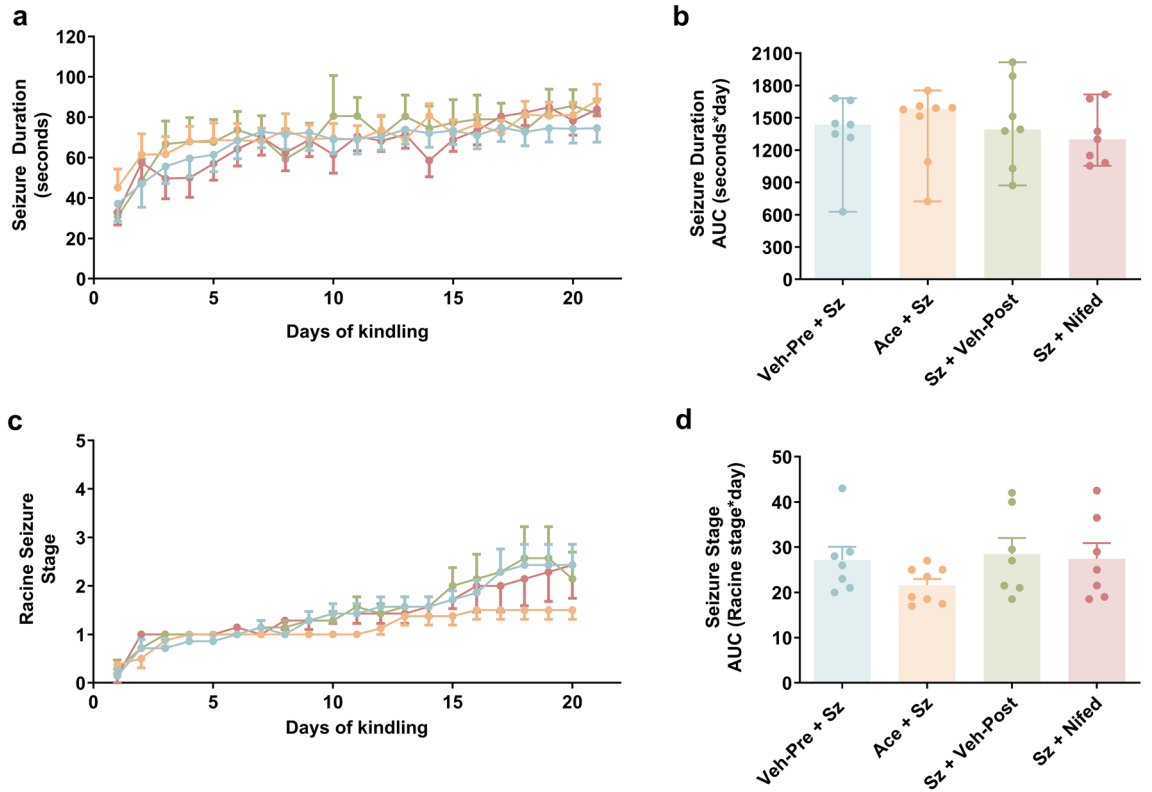 a
120
100
80
60
40
20
0
Seizure Duration
(seconds)
0 5 10 15 20
Days of kindling
b
2100
1800
1500
1200
900
600
300
0
Seizure Duration
AUC (seconds*day)
Veh-Pre + Sz
Ace + Sz
Sz + Veh-Post
Sz + Nifed
c
5
4
3
2
1
0
Racine Seizure
Stage
0 5 10 15 20
Days of kindling
d
50
40
30
20
10
0
Seizure Stage
AUC (Racine stage*day)
Veh-Pre + Sz
Ace + Sz
Sz + Veh-Post
Sz + Nifed